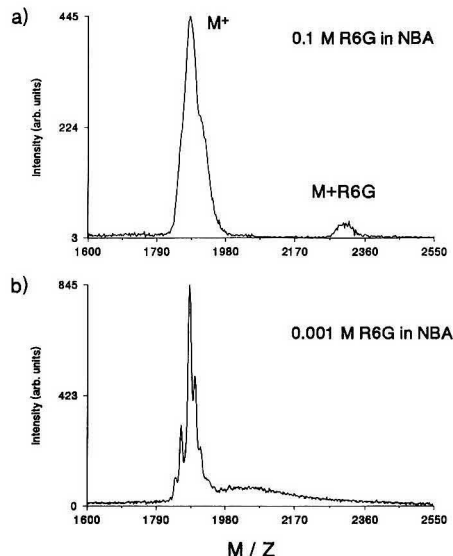 a)
445
M+
0.1 M R6G in NBA
224
Intensity (arb. units)
M+R6G
3
1600 1790 1980 2170 2360 2550
b)
845
0.001 M R6G in NBA
423
Intensity (arb. units)
0
1600 1790 1980 2170 2360 2550
M / Z